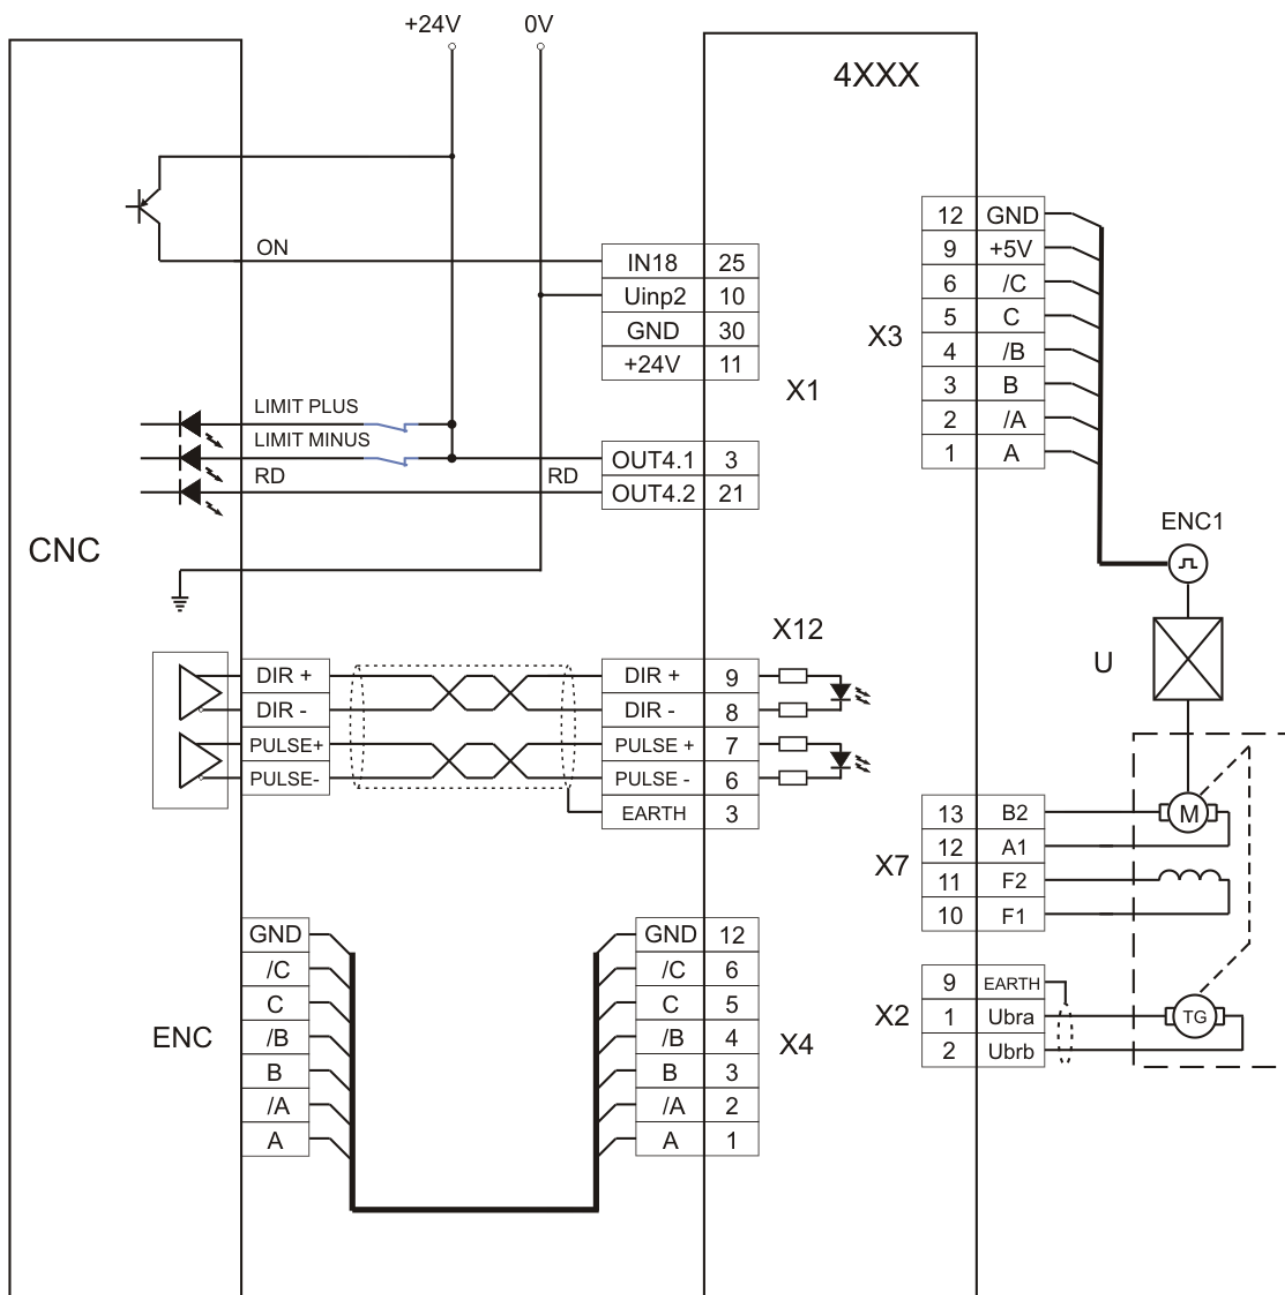 +24V 0V
4XXX
CNC
ON
IN18 25
Uinp2 10
GND 30
+24V 11
X1
LIMIT PLUS
LIMIT MINUS
RD
RD
OUT4.1 3
OUT4.2 21
X3
12 GND
9 +5V
6 /C
5 C
4 /B
3 B
2 /A
1 A
ENC1
U
X12
DIR +
DIR -
PULSE+
PULSE-
DIR + 9
DIR - 8
PULSE + 7
PULSE - 6
EARTH 3
X7
13 B2
12 A1
11 F2
10 F1
M
X2
9 EARTH
1 Ubra
2 Ubrb
TG
ENC
GND
/C
C
/B
B
/A
A
GND 12
/C 6
C 5
/B 4
B 3
/A 2
A 1
X4